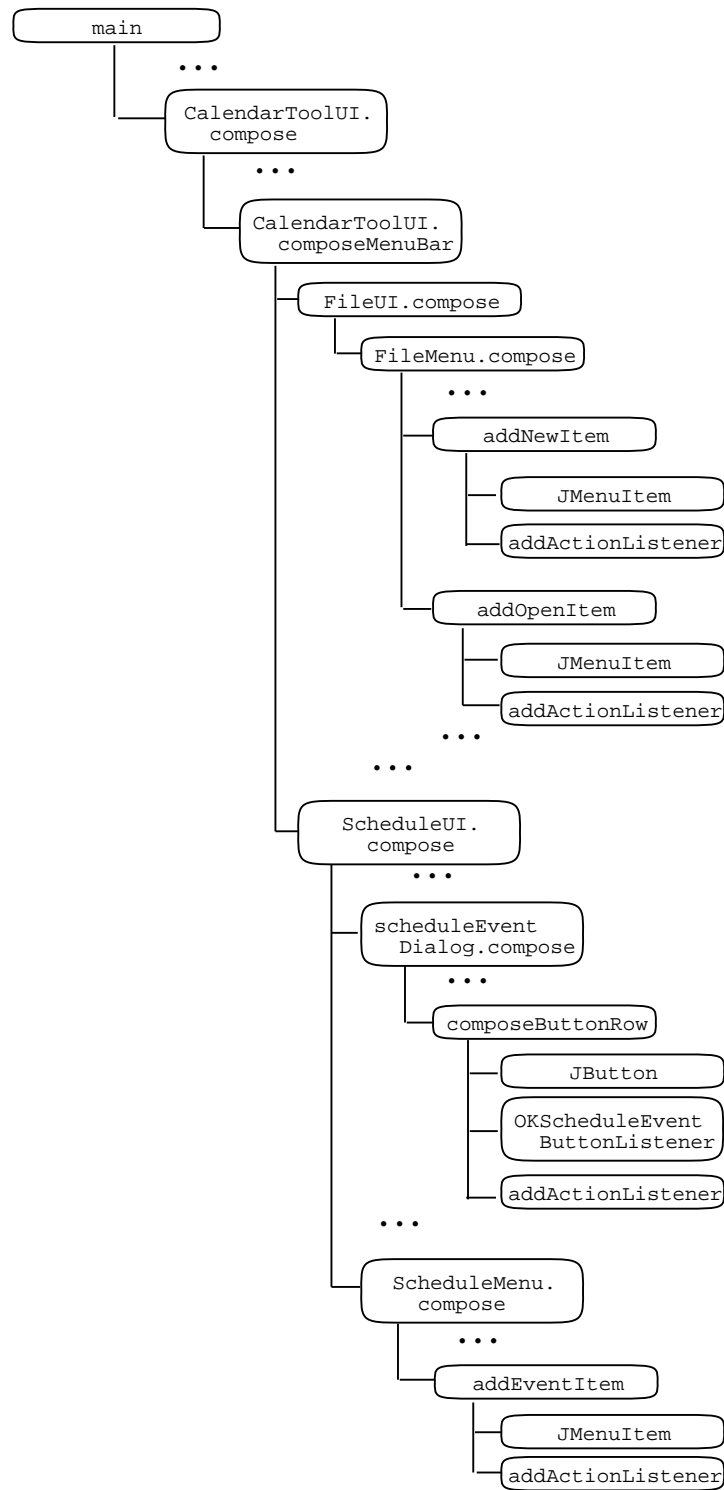 main
...
CalendarToolUI.
compose
...
CalendarToolUI.
composeMenuBar
FileUI.compose
FileMenu.compose
...
addNewItem
JMenuItem
addActionListener
addOpenItem
JMenuItem
addActionListener
...
...
ScheduleUI.
compose
...
scheduleEvent
Dialog.compose
...
composeButtonRow
JButton
OKScheduleEvent
ButtonListener
addActionListener
...
ScheduleMenu.
compose
...
addEventItem
JMenuItem
addActionListener